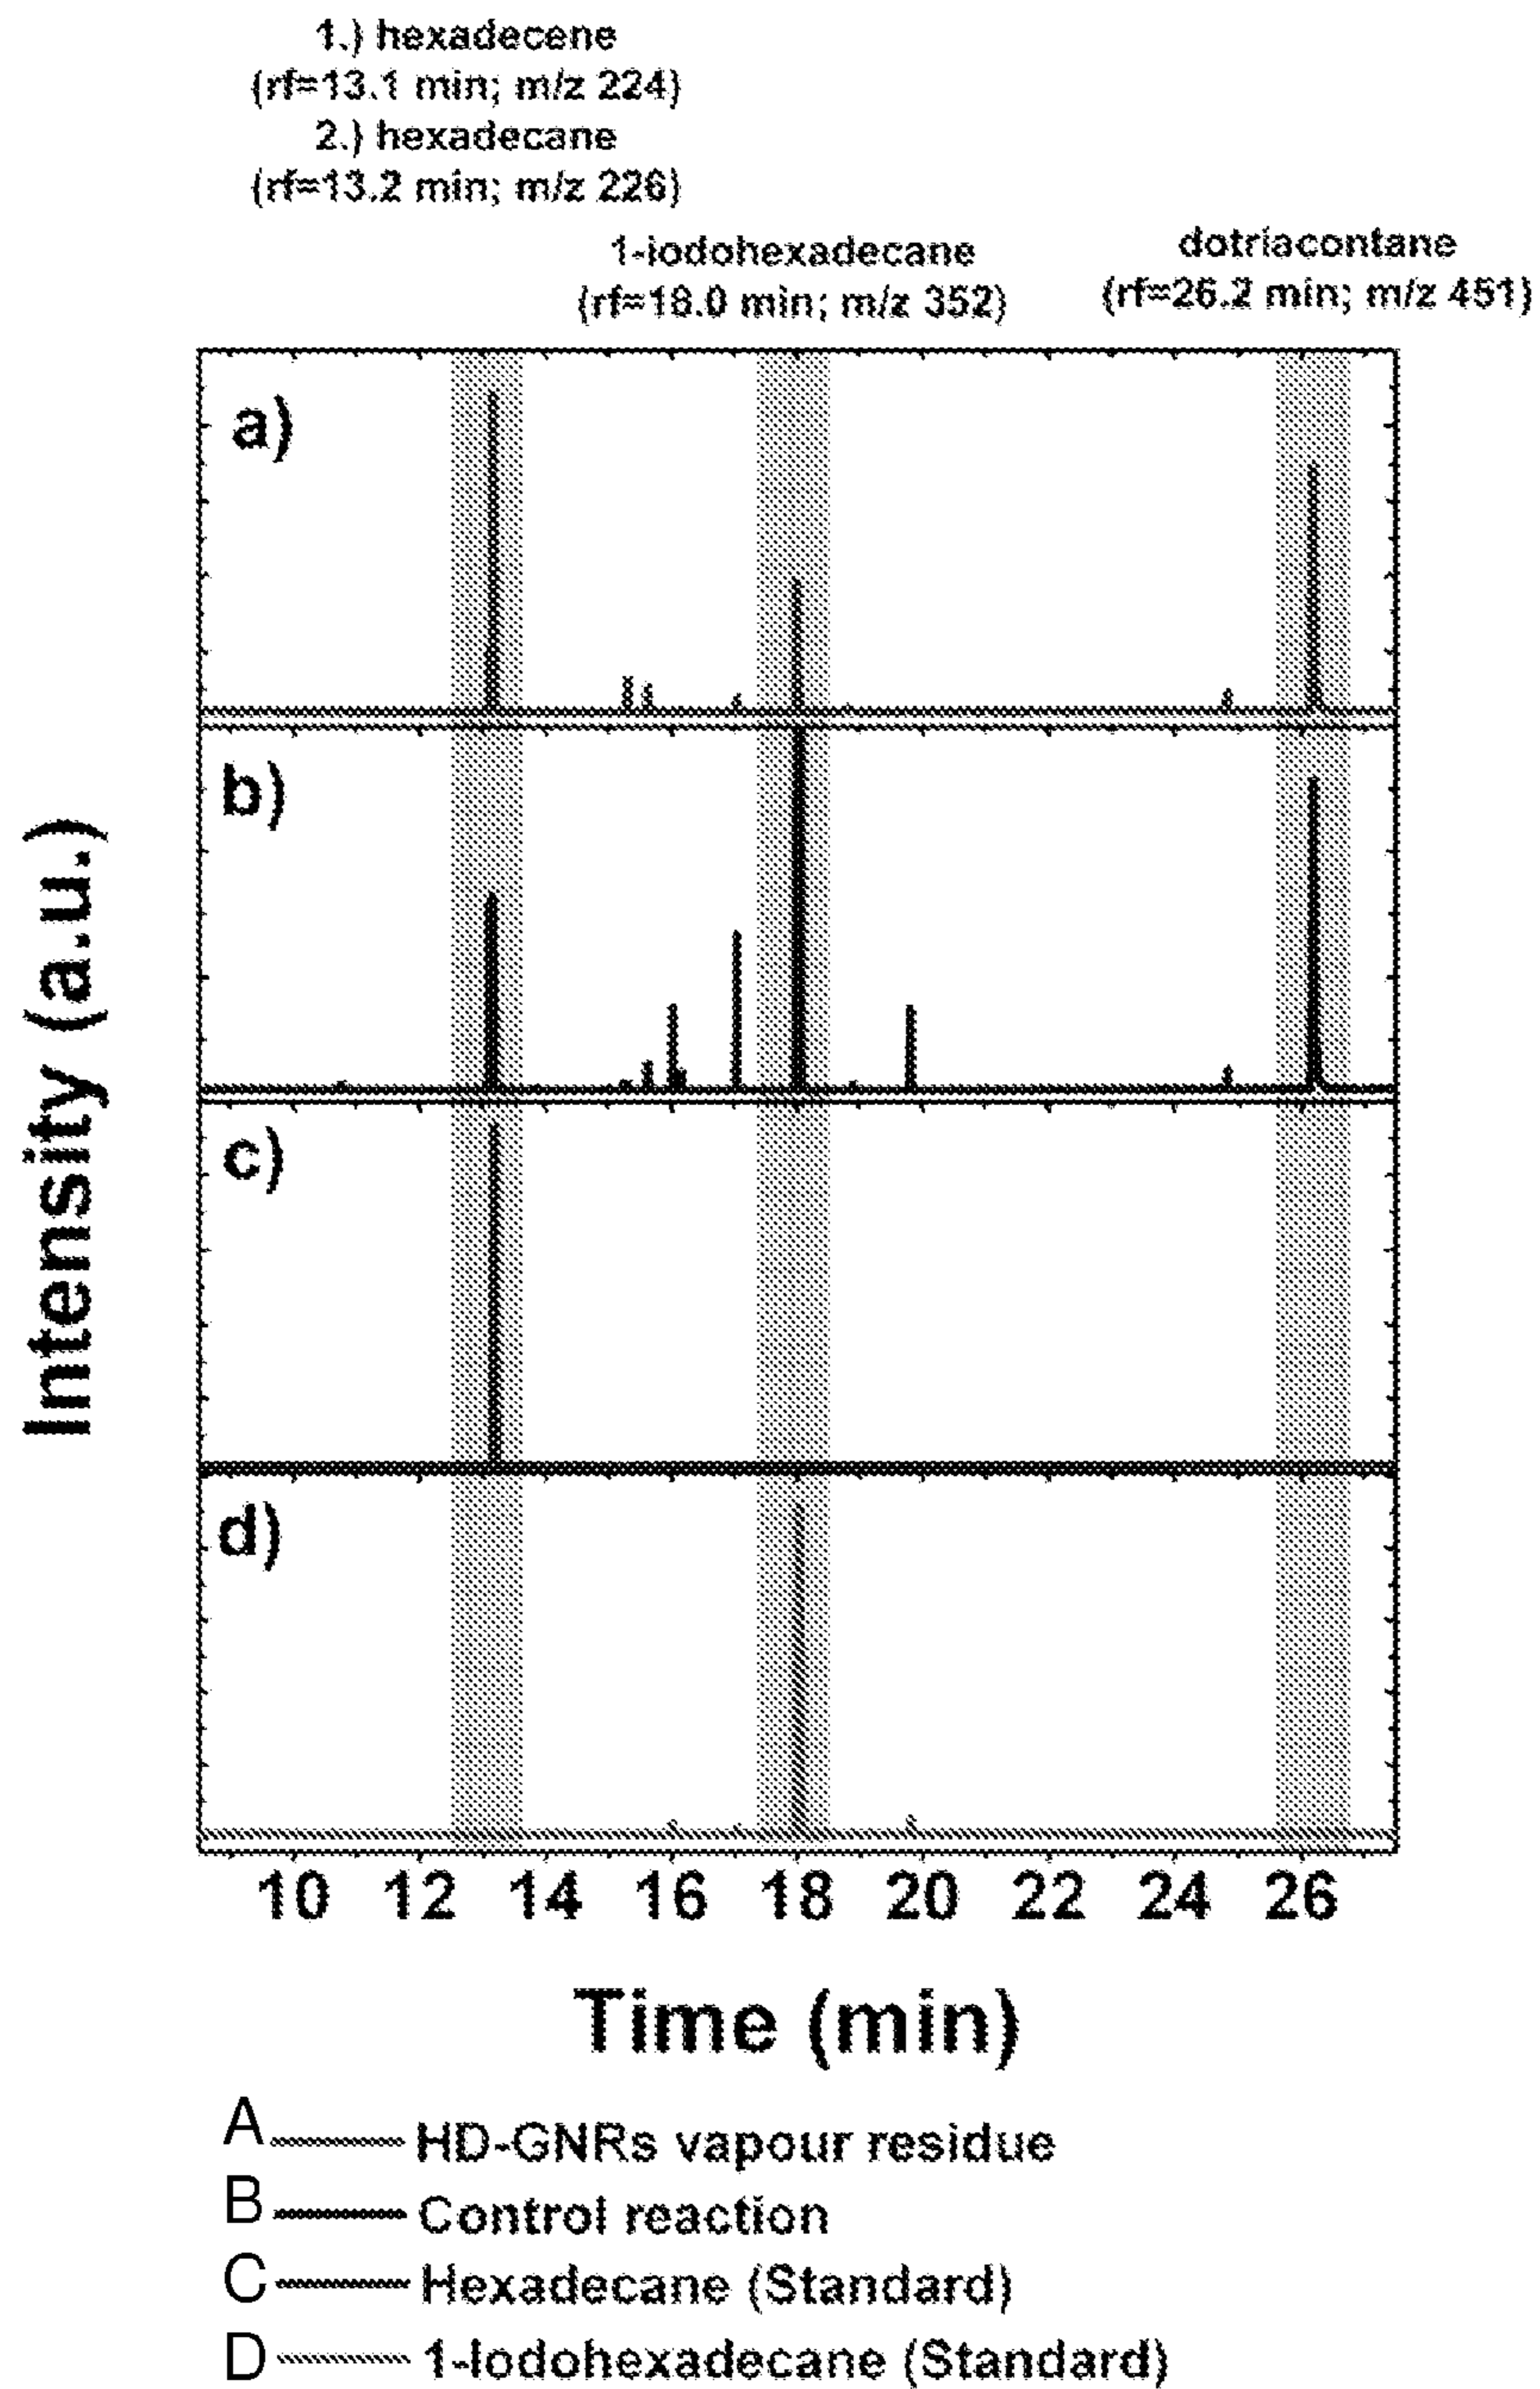 1.) hexadecene
(rf=13.1 min; m/z 224)
2.) hexadecane
(rf=13.2 min; m/z 226)
1-iodohexadecane
(rf=18.0 min; m/z 352)
dotriacontane
(rf=26.2 min; m/z 451)
a)
b)
c)
d)
Intensity (a.u.)
10 12 14 16 18 20 22 24 26
Time (min)
A HD-GNRs vapour residue
B Control reaction
C Hexadecane (Standard)
D 1-Iodohexadecane (Standard)